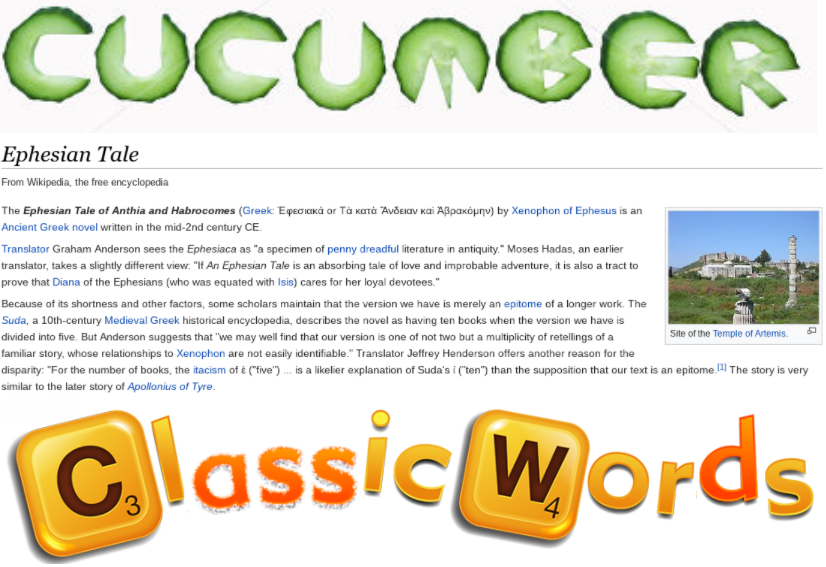 CUCUMBER
Ephesian Tale
From Wikipedia, the free encyclopedia
The Ephesian Tale of Anthia and Habrocomes (Greek: Ἐφεσιακά or Τὰ κατὰ Ἄνδειαν καὶ Ἀβρακόμην) by Xenophon of Ephesus is an
Ancient Greek novel written in the mid-2nd century CE.
Translator Graham Anderson sees the Ephesiaca as "a specimen of penny dreadful literature in antiquity." Moses Hadas, an earlier
translator, takes a slightly different view: "If An Ephesian Tale is an absorbing tale of love and improbable adventure, it is also a tract to
prove that Diana of the Ephesians (who was equated with Isis) cares for her loyal devotees."
Because of its shortness and other factors, some scholars maintain that the version we have is merely an epitome of a longer work. The
Suda, a 10th-century Medieval Greek historical encyclopedia, describes the novel as having ten books when the version we have is
divided into five. But Anderson suggests that "we may well find that our version is one of not two but a multiplicity of retellings of a
familiar story, whose relationships to Xenophon are not easily identifiable." Translator Jeffrey Henderson offers another reason for the
disparity: "For the number of books, the itacism of έ ("five") ... is a likelier explanation of Suda's ί ("ten") than the supposition that our text is an epitome.[1] The story is very
similar to the later story of Apollonius of Tyre.
Site of the Temple of Artemis.
Classic Words
3
4